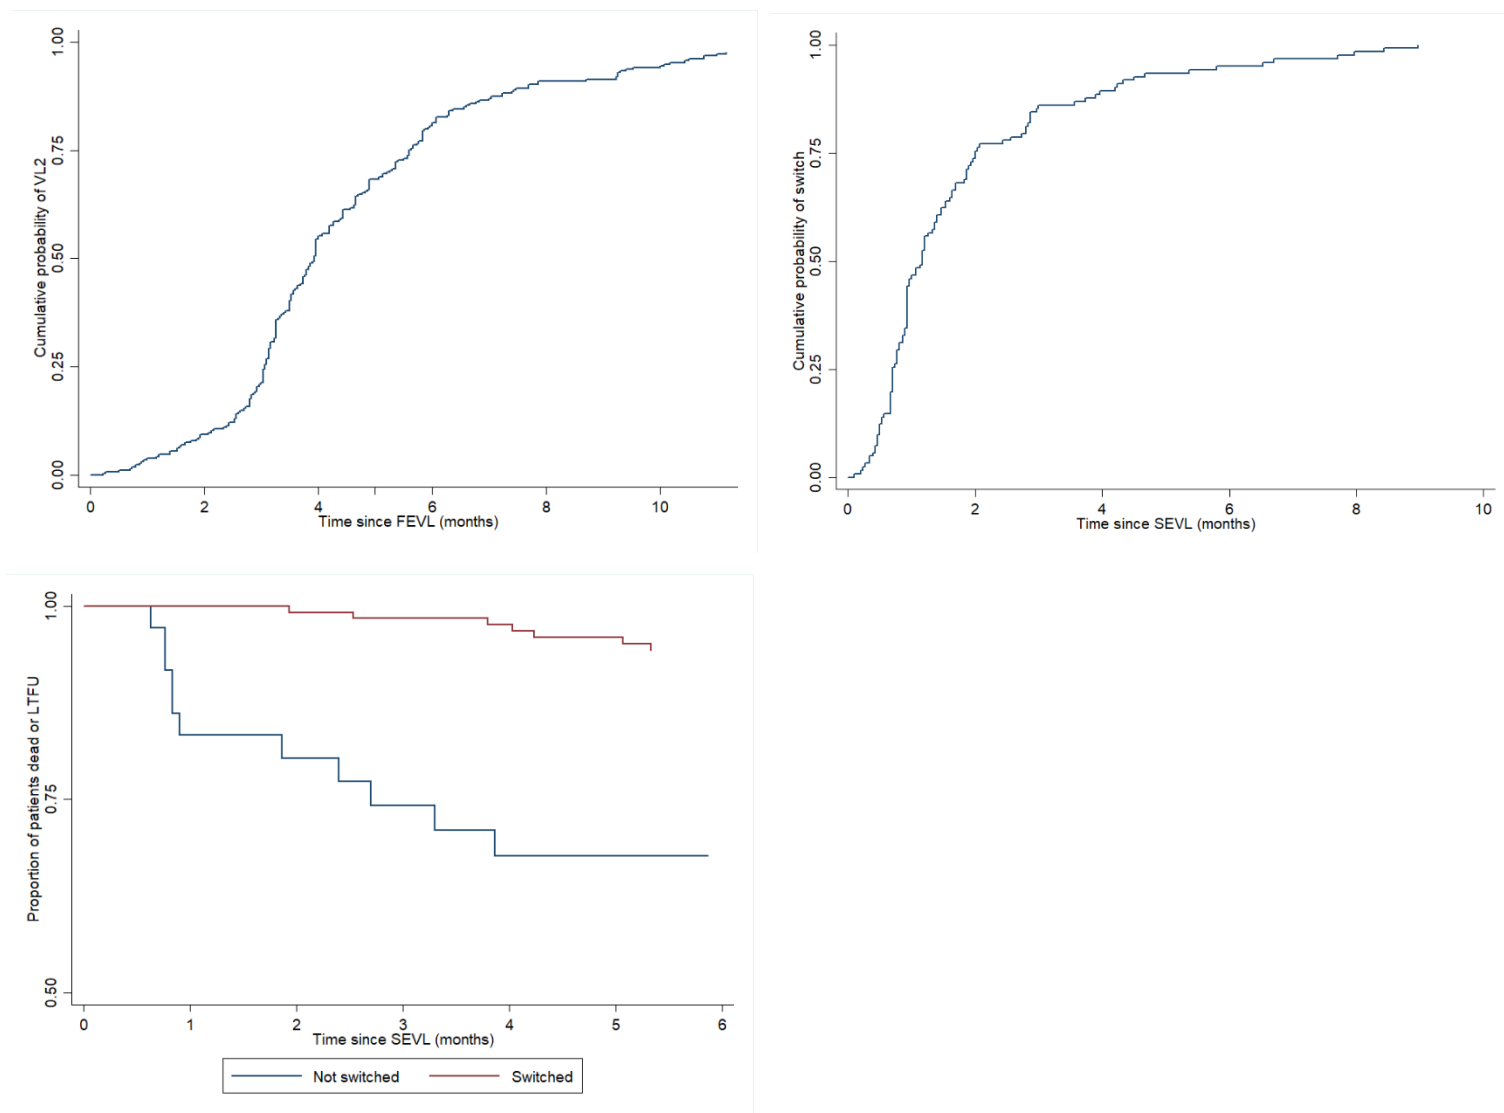 Cumulative probability of VL2
1.00
0.75
0.50
0.25
0.00
0 2 4 6 8 10
Time since FEVL (months)
Cumulative probability of switch
1.00
0.75
0.50
0.25
0.00
0 2 4 6 8 10
Time since SEVL (months)
Proportion of patients dead or LTFU
1.00
0.75
0.50
0 1 2 3 4 5 6
Time since SEVL (months)
Not switched Switched